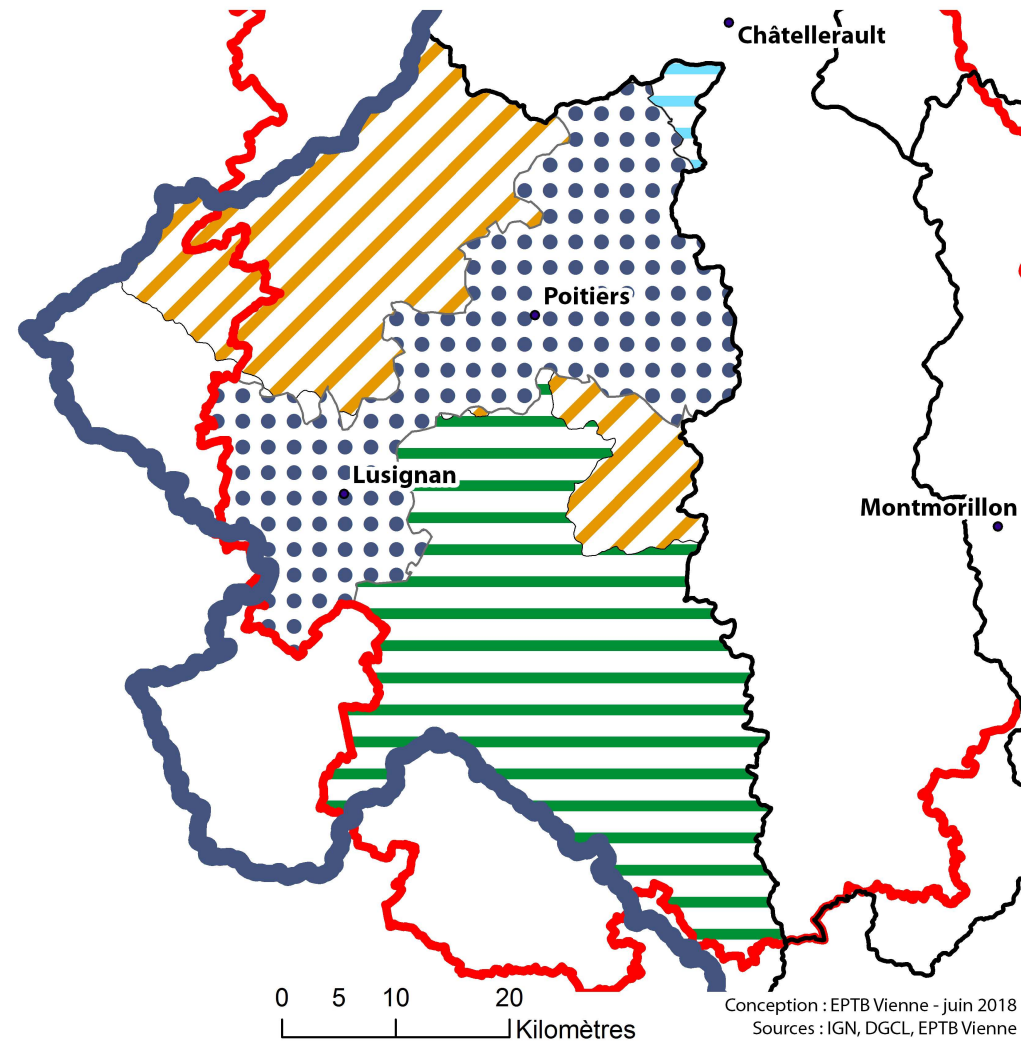 Châtellerault
Poitiers
Lusignan
Montmorillon
0 5 10 20
Kilomètres
Conception : EPTB Vienne - juin 2018
Sources : IGN, DGCL, EPTB Vienne